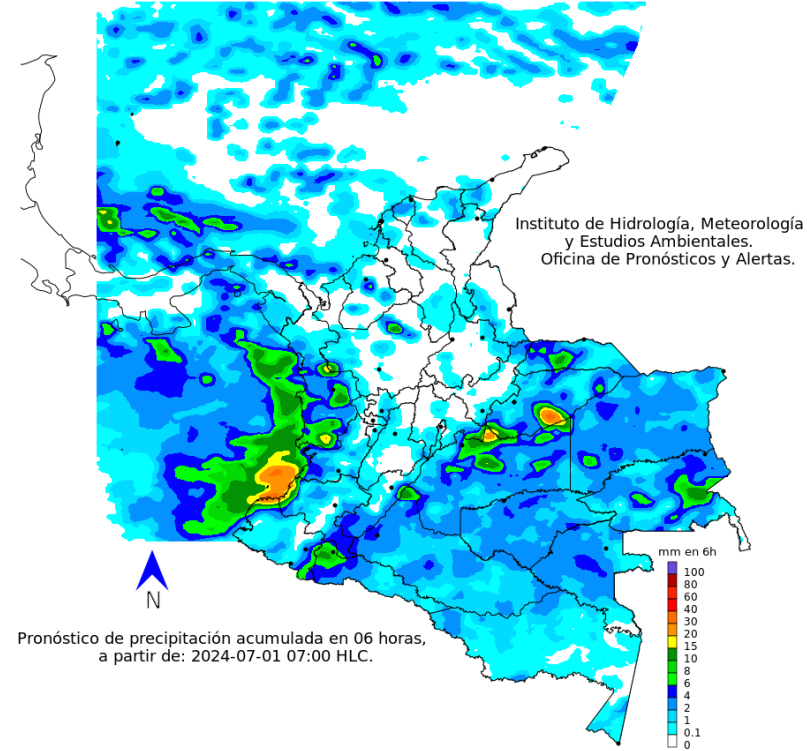 Instituto de Hidrología, Meteorología
y Estudios Ambientales.
Oficina de Pronósticos y Alertas.
mm en 6h
100
80
60
40
30
20
15
10
8
6
4
2
1
0.1
0
N
Pronóstico de precipitación acumulada en 06 horas,
a partir de: 2024-07-01 07:00 HLC.